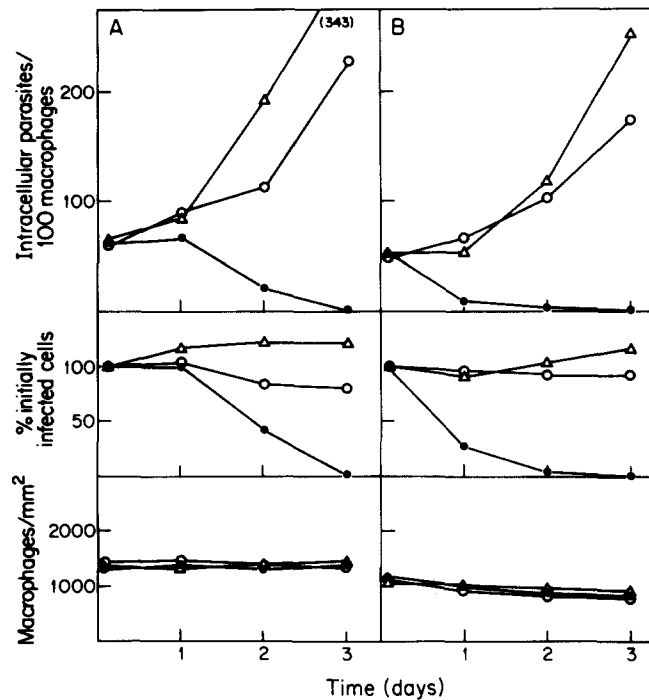 A
(343)
B
Intracellular parasites/
100 macrophages
200
100
% initially
infected cells
100
50
Macrophages/mm²
2000
1000
1 2 3 1 2 3
Time (days)